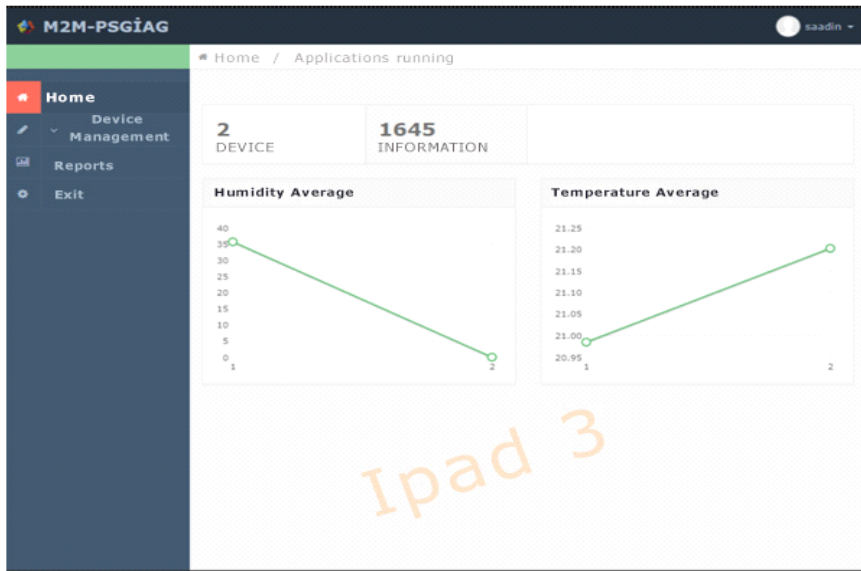 M2M-PSGİAG
saadin
Home / Applications running
Home
Device
Management
Reports
Exit
2
DEVICE
1645
INFORMATION
Humidity Average
40
35
30
25
20
15
10
5
0
1
2
Temperature Average
21.25
21.20
21.15
21.10
21.05
21.00
20.95
1
2
Ipad 3